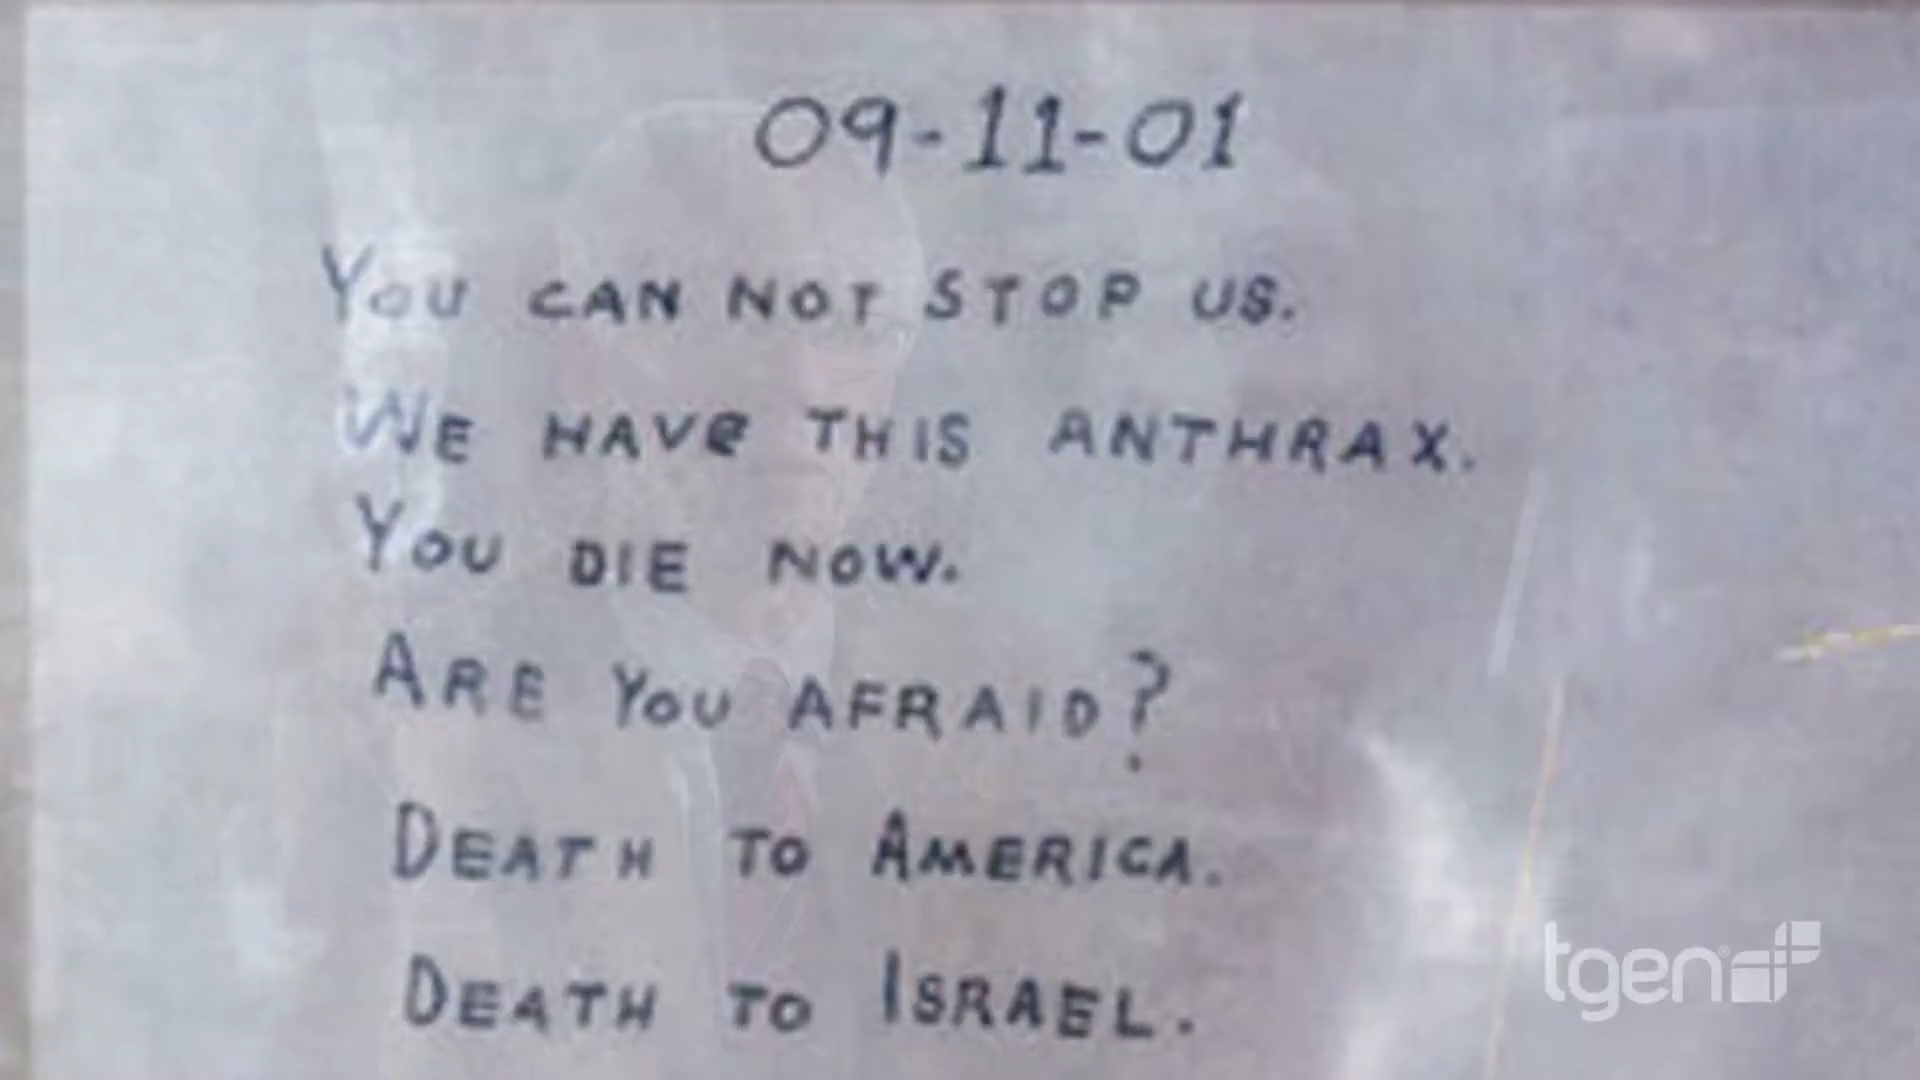 09-11-01
YOU CAN NOT STOP US.
WE HAVE THIS ANTHRAX.
YOU DIE NOW.
ARE YOU AFRAID?
DEATH TO AMERICA.
DEATH TO ISRAEL.
tgen